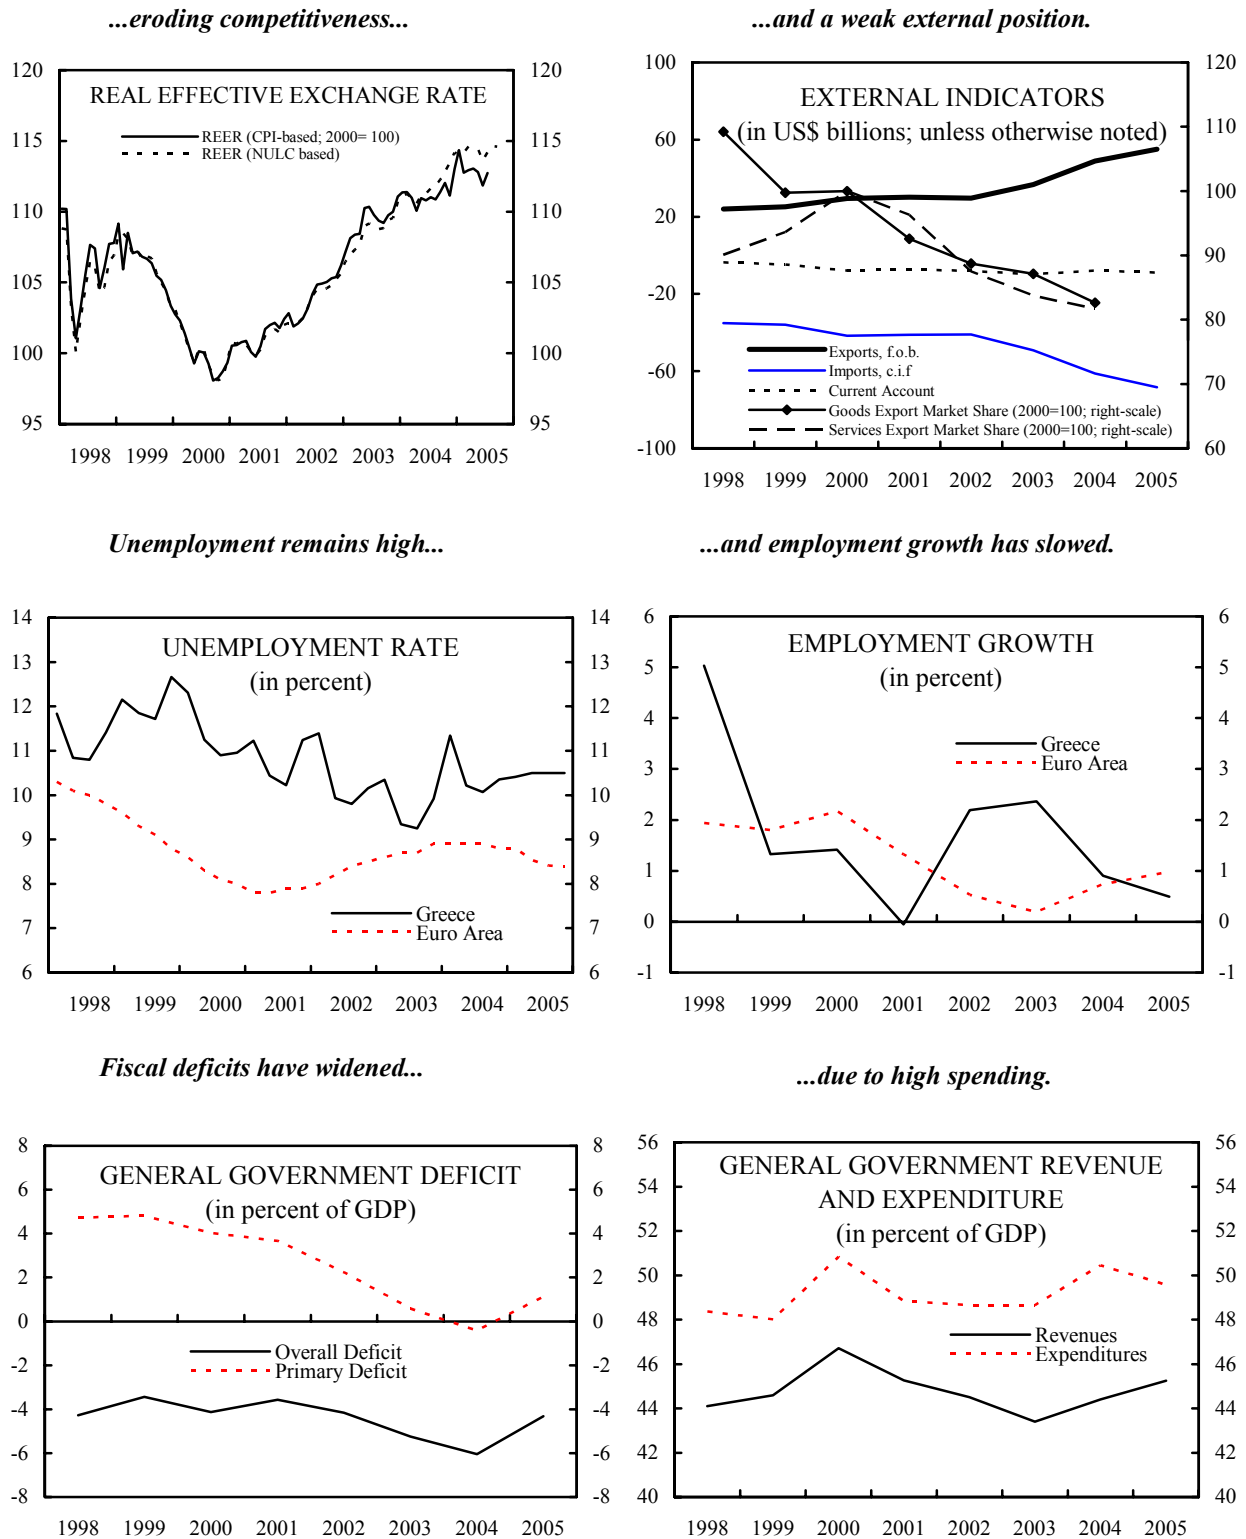 ...eroding competitiveness...
120
115
110
105
100
95
REAL EFFECTIVE EXCHANGE RATE
REER (CPI-based; 2000= 100)
REER (NULC based)
120
115
110
105
100
95
1998 1999 2000 2001 2002 2003 2004 2005
...and a weak external position.
100
60
20
-20
-60
-100
EXTERNAL INDICATORS
(in US$ billions; unless otherwise noted)
Exports, f.o.b.
Imports, c.i.f
Current Account
Goods Export Market Share (2000=100; right-scale)
Services Export Market Share (2000=100; right-scale)
120
110
100
90
80
70
60
1998 1999 2000 2001 2002 2003 2004 2005
Unemployment remains high...
14
13
12
11
10
9
8
7
6
UNEMPLOYMENT RATE
(in percent)
Greece
Euro Area
14
13
12
11
10
9
8
7
6
1998 1999 2000 2001 2002 2003 2004 2005
...and employment growth has slowed.
6
5
4
3
2
1
0
-1
EMPLOYMENT GROWTH
(in percent)
Greece
Euro Area
6
5
4
3
2
1
0
-1
1998 1999 2000 2001 2002 2003 2004 2005
Fiscal deficits have widened...
8
6
4
2
0
-2
-4
-6
-8
GENERAL GOVERNMENT DEFICIT
(in percent of GDP)
Overall Deficit
Primary Deficit
8
6
4
2
0
-2
-4
-6
-8
1998 1999 2000 2001 2002 2003 2004 2005
...due to high spending.
56
54
52
50
48
46
44
42
40
GENERAL GOVERNMENT REVENUE
AND EXPENDITURE
(in percent of GDP)
Revenues
Expenditures
56
54
52
50
48
46
44
42
40
1998 1999 2000 2001 2002 2003 2004 2005